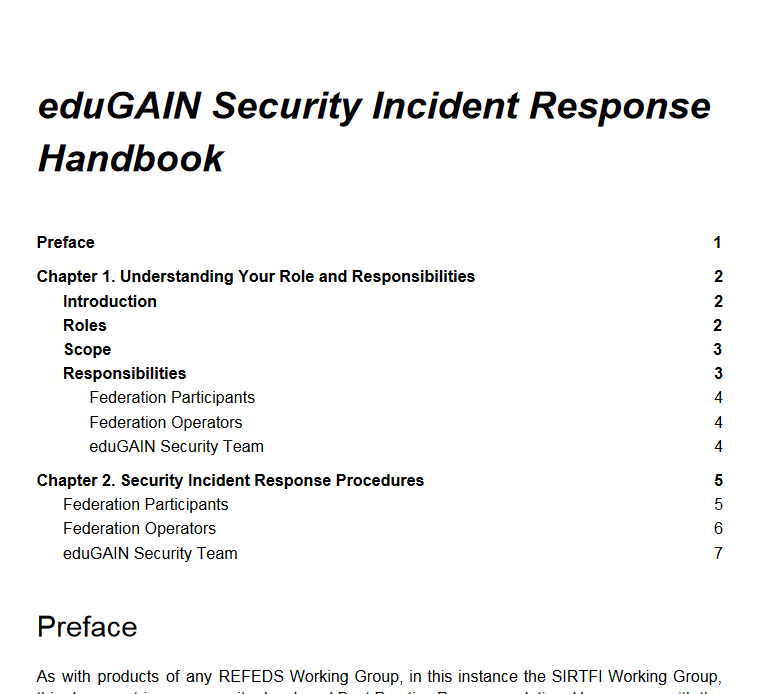 eduGAIN Security Incident Response
Handbook
Preface 1
Chapter 1. Understanding Your Role and Responsibilities 2
Introduction 2
Roles 2
Scope 3
Responsibilities 3
Federation Participants 4
Federation Operators 4
eduGAIN Security Team 4
Chapter 2. Security Incident Response Procedures 5
Federation Participants 5
Federation Operators 6
eduGAIN Security Team 7
Preface
As with products of any REFEDS Working Group, in this instance the SIRTFI Working Group,